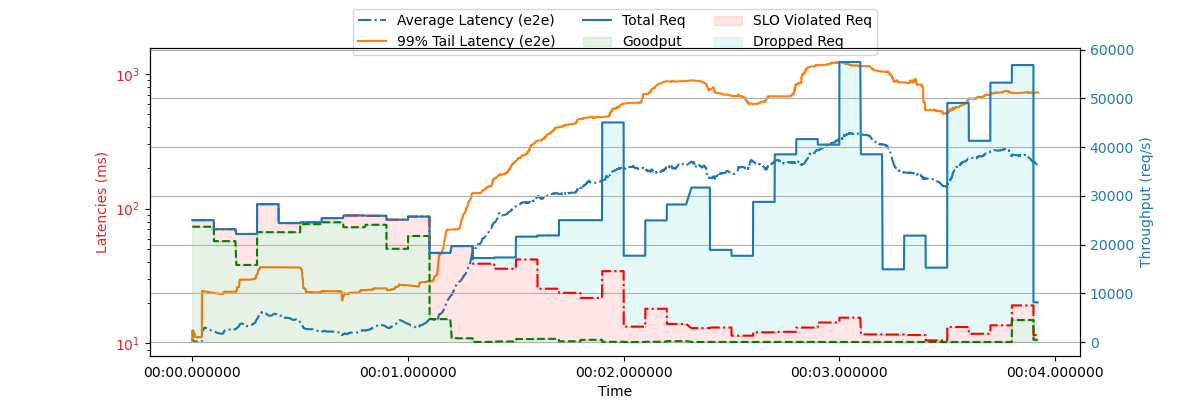 Average Latency (e2e) Total Req SLO Violated Req
99% Tail Latency (e2e) Goodput Dropped Req
10³
10²
10¹
Latencies (ms)
60000
50000
40000
30000
20000
10000
0
Throughput (req/s)
00:00.000000 00:01.000000 00:02.000000 00:03.000000 00:04.000000
Time